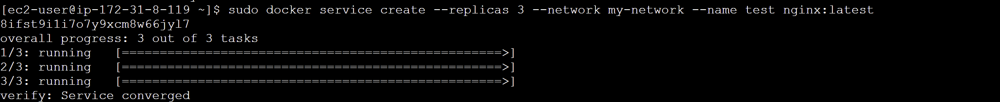 [ec2-user@ip-172-31-8-119 ~]$ sudo docker service create --replicas 3 --network my-network --name test nginx:latest
8ifst9i1i7o7y9xcm8w66jyl7
overall progress: 3 out of 3 tasks
1/3: running   [==================================================>]
2/3: running   [==================================================>]
3/3: running   [==================================================>]
verify: Service converged